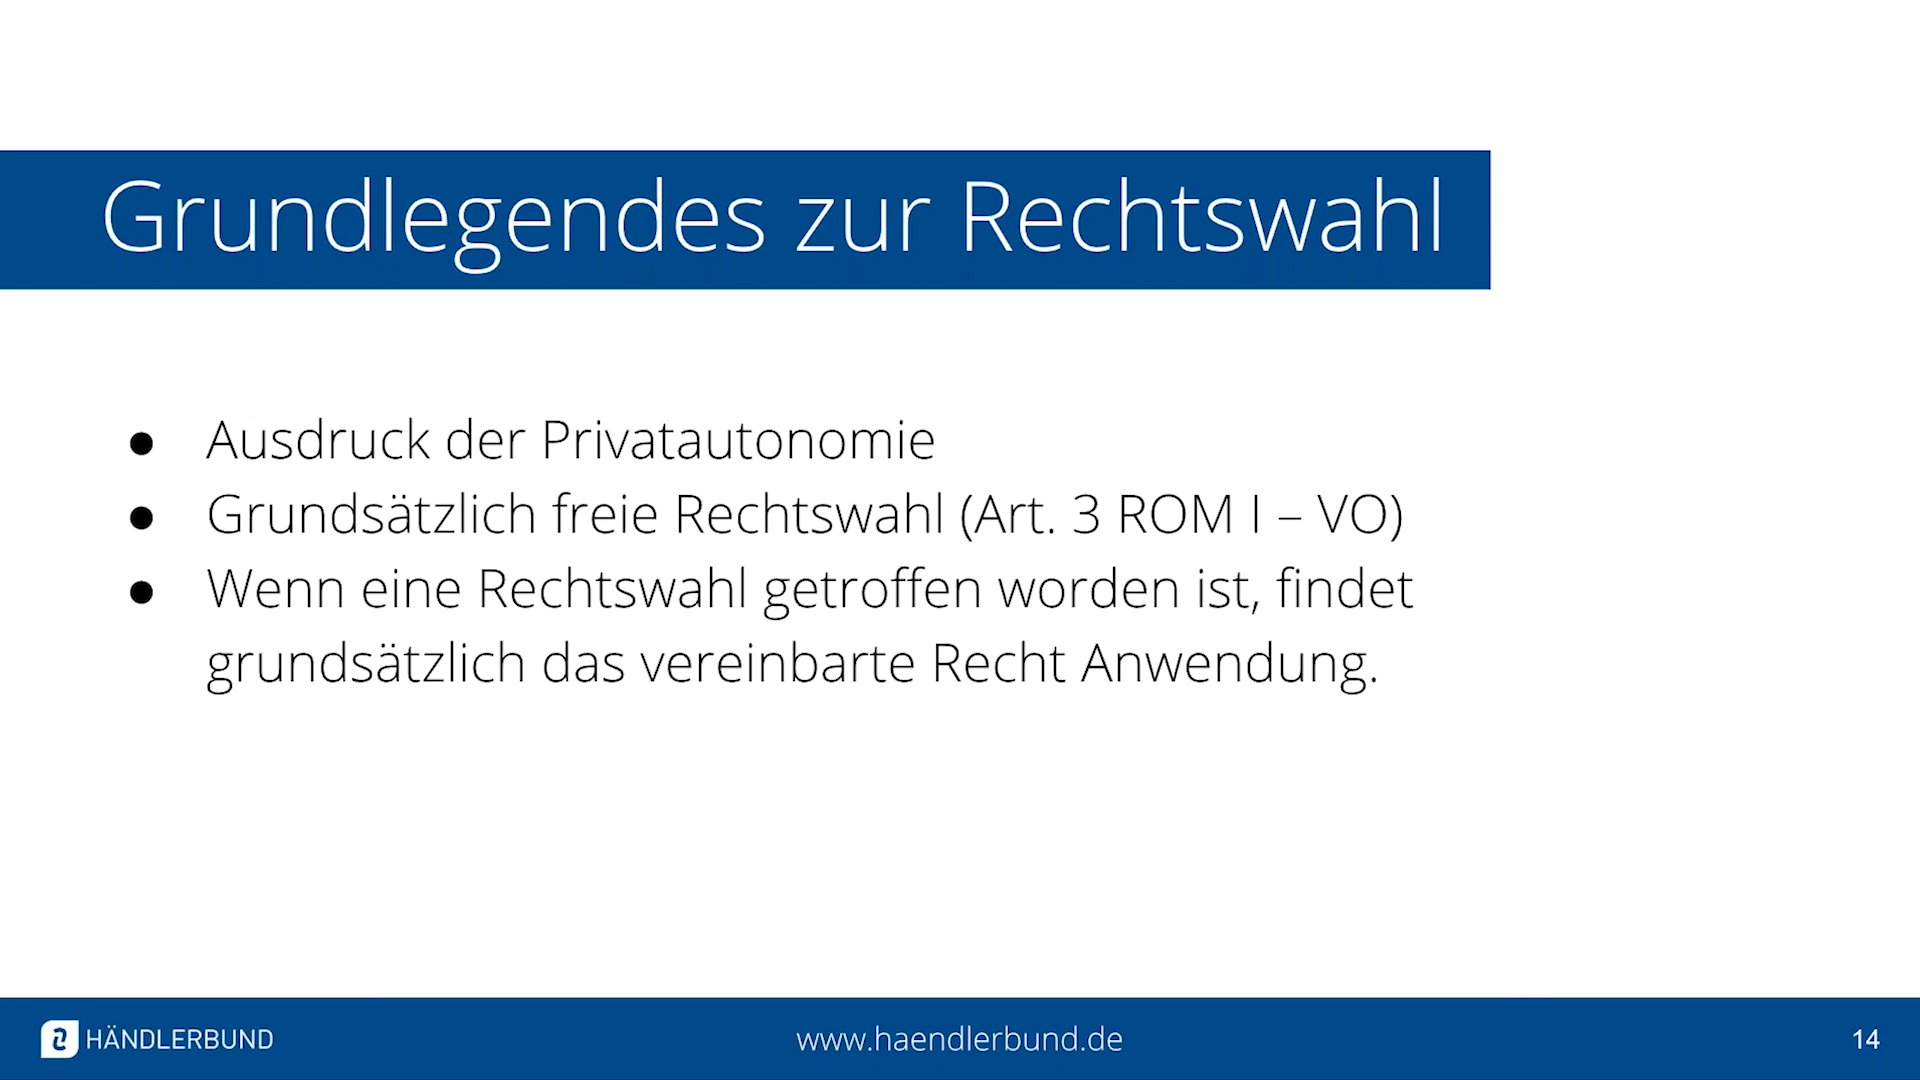 Grundlegendes zur Rechtswahl
● Ausdruck der Privatautonomie
● Grundsätzlich freie Rechtswahl (Art. 3 ROM I – VO)
● Wenn eine Rechtswahl getroffen worden ist, findet
grundsätzlich das vereinbarte Recht Anwendung.
HÄNDLERBUND
www.haendlerbund.de
14